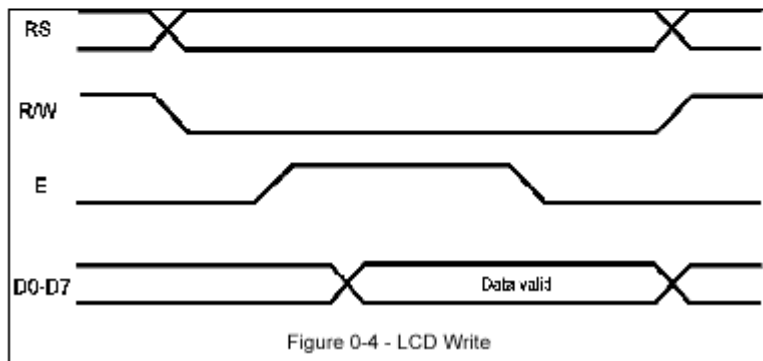 RS
R/W
E
D0-D7
Data valid
Figure 0-4 - LCD Write